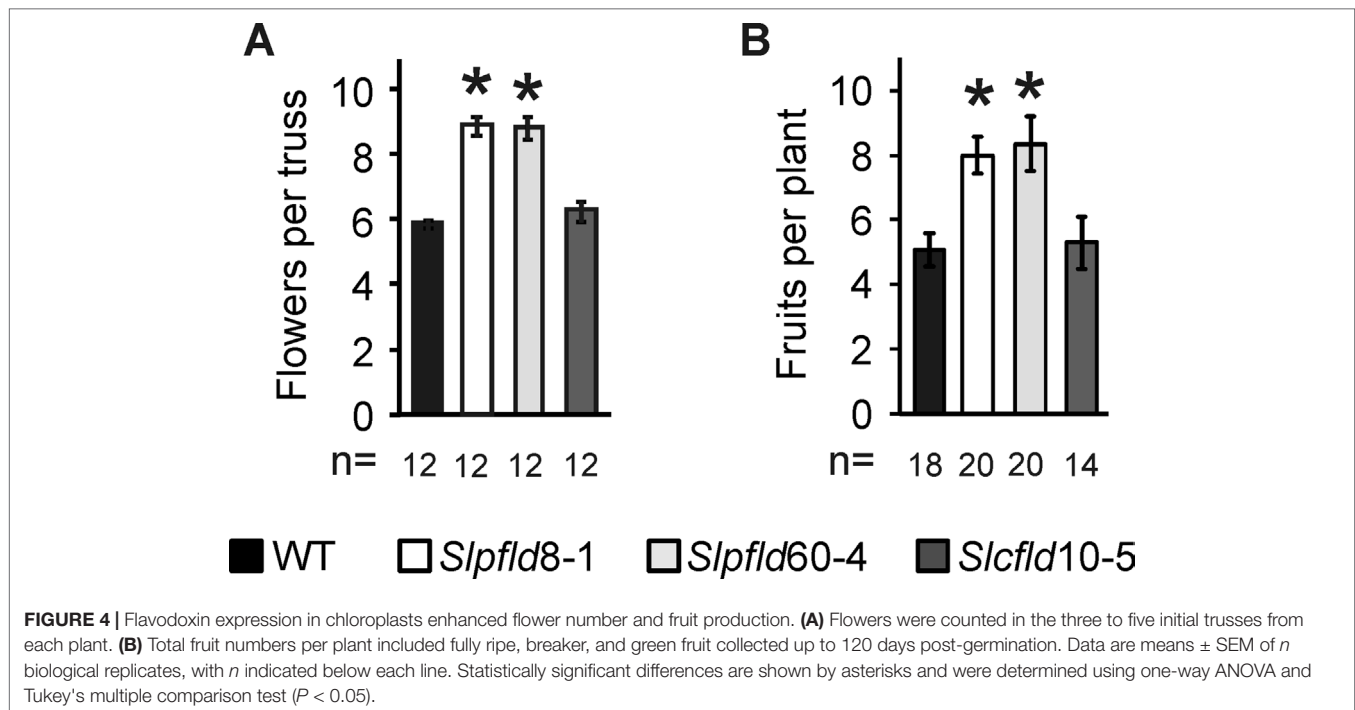 A
Flowers per truss
10
8
6
4
2
0
* *
n= 12 12 12 12
B
Fruits per plant
10
8
6
4
2
0
* *
n= 18 20 20 14
WT Slpfld8-1 Slpfld60-4 Slcfld10-5
FIGURE 4 | Flavodoxin expression in chloroplasts enhanced flower number and fruit production. (A) Flowers were counted in the three to five initial trusses from
each plant. (B) Total fruit numbers per plant included fully ripe, breaker, and green fruit collected up to 120 days post-germination. Data are means ± SEM of n
biological replicates, with n indicated below each line. Statistically significant differences are shown by asterisks and were determined using one-way ANOVA and
Tukey's multiple comparison test (P < 0.05).